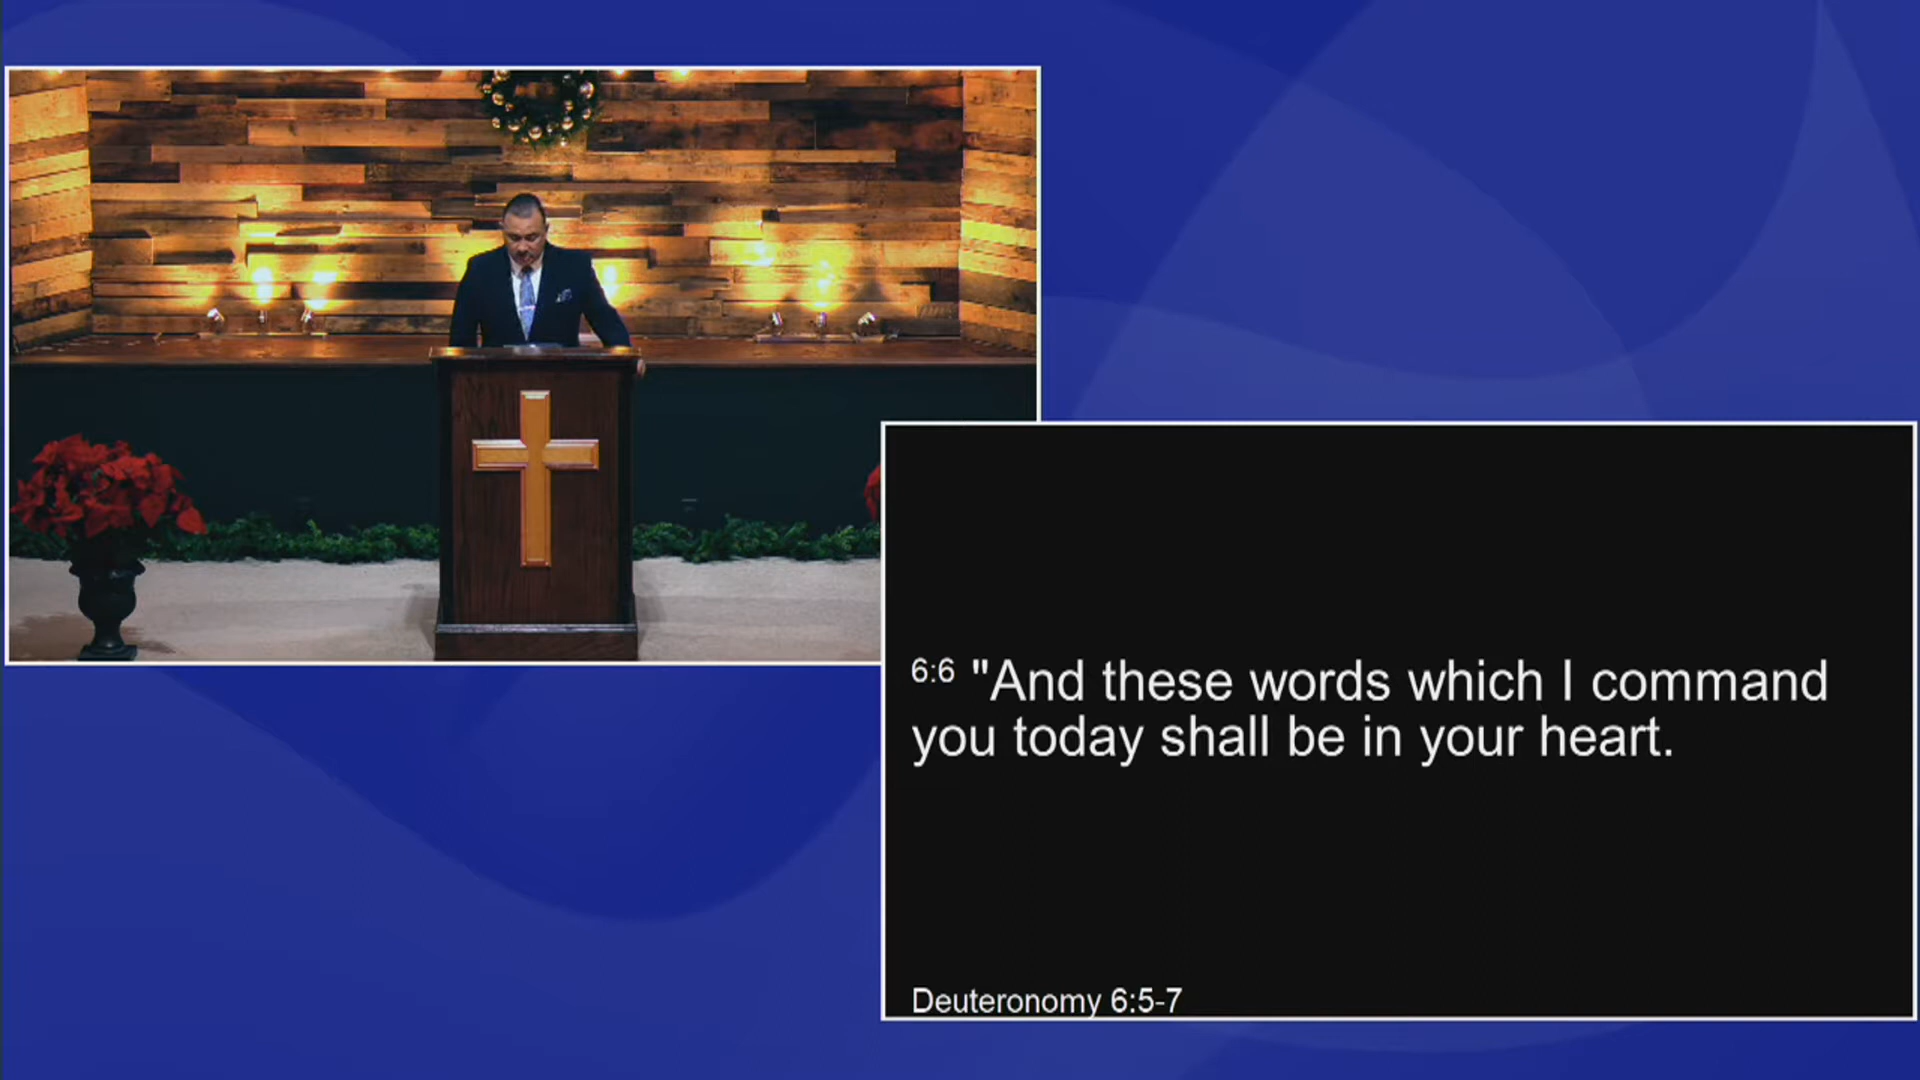 6:6 "And these words which I command
you today shall be in your heart.
Deuteronomy 6:5-7